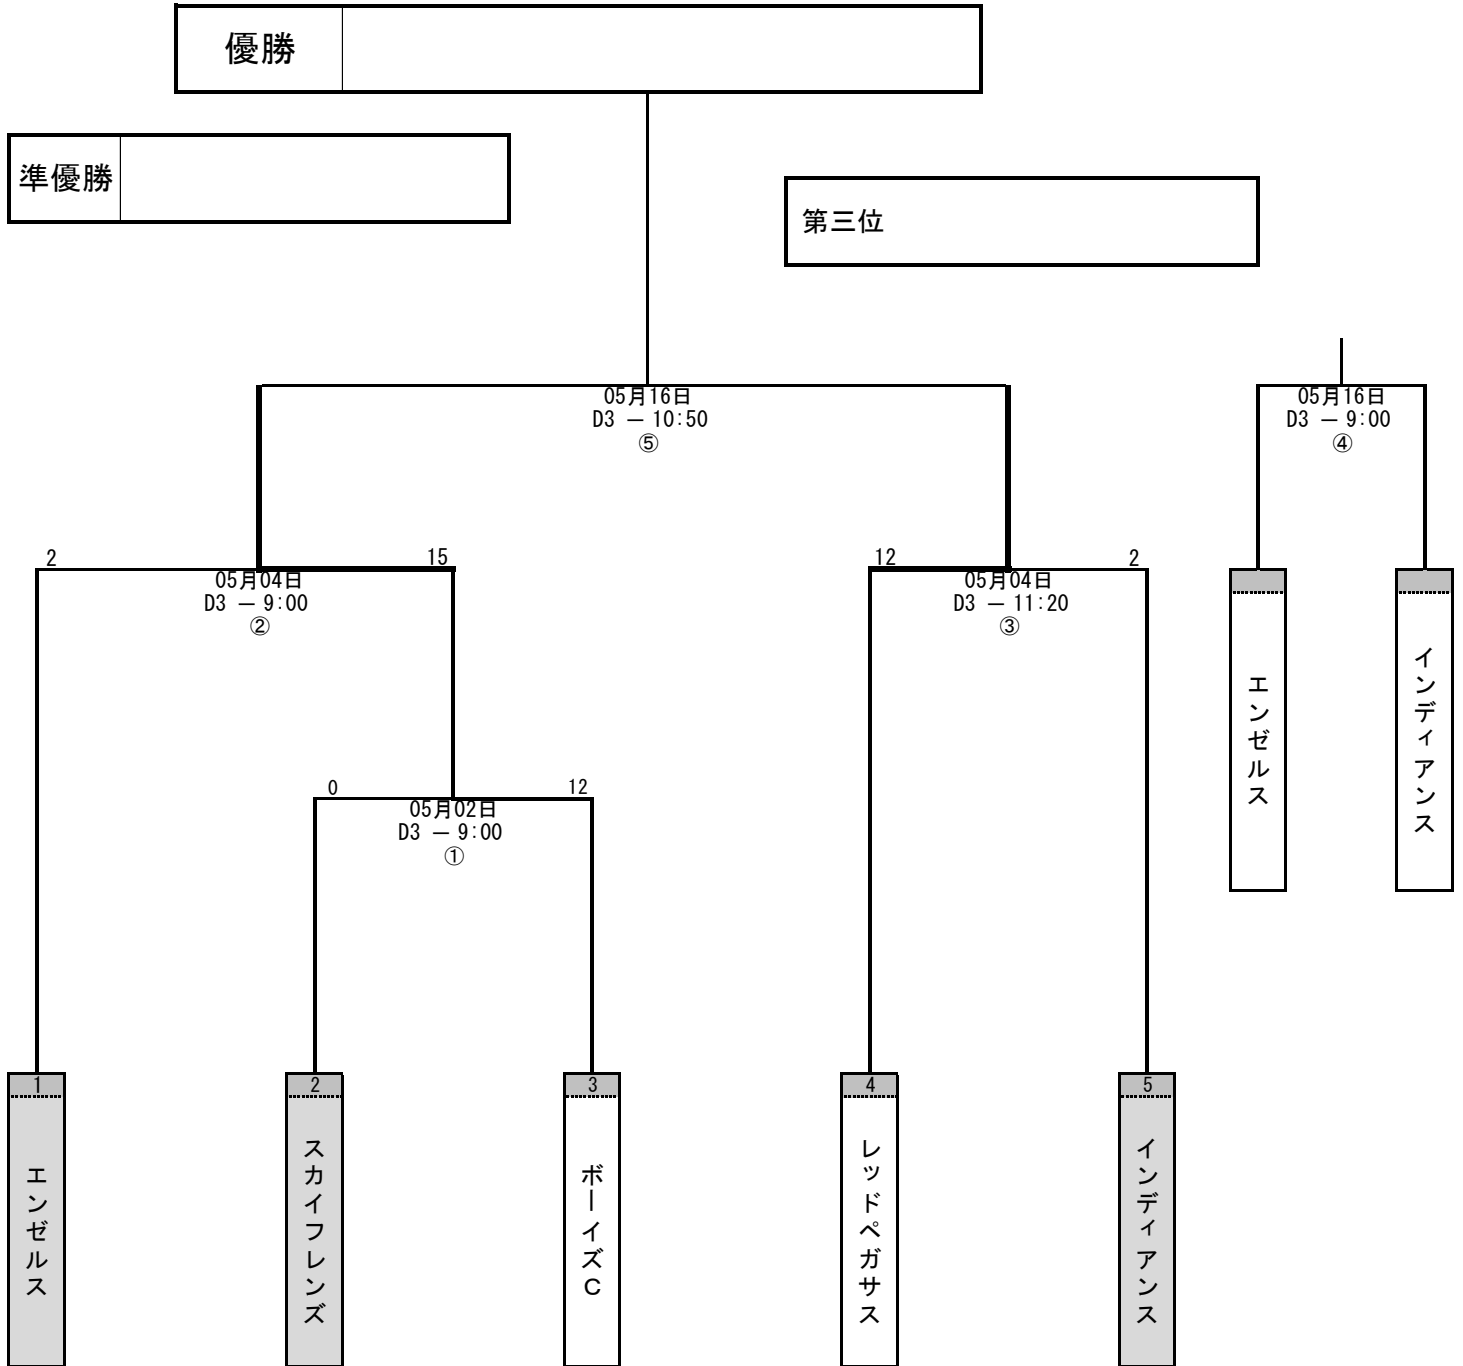 優勝
準優勝
第三位
05月16日
D3 － 10:50
⑤
05月16日
D3 － 9:00
④
2
15
05月04日
D3 － 9:00
②
12
2
05月04日
D3 － 11:20
③
エンゼルス
インディアンス
0
12
05月02日
D3 － 9:00
①
1
エンゼルス
2
スカイフレンズ
3
ボーイズC
4
レッドペガサス
5
インディアンス